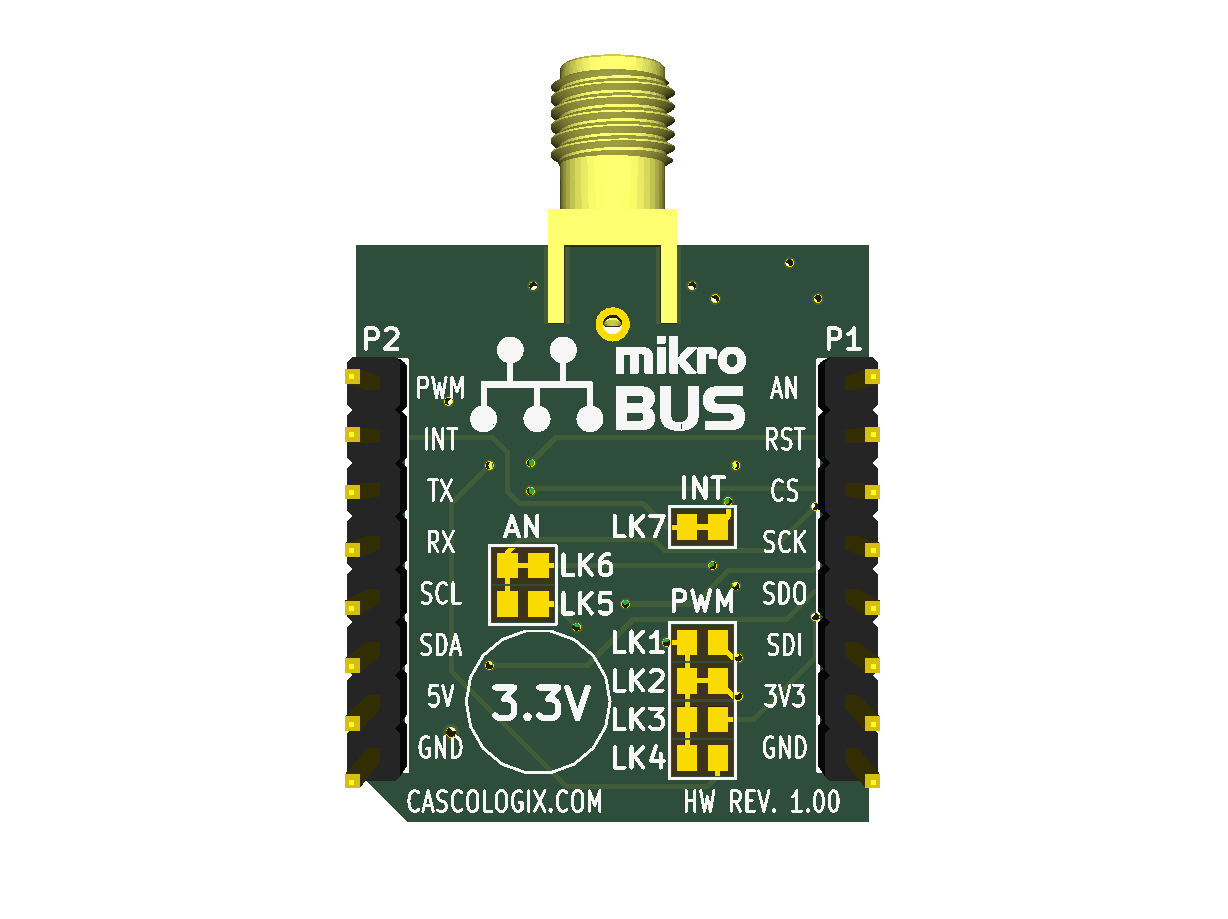 P2
P1
mikro
BUS
PWM
AN
INT
RST
TX
CS
INT
LK7
RX
SCK
AN
LK6
LK5
SCL
SDO
PWM
LK1
LK2
LK3
LK4
SDA
SDI
5V
3V3
3.3V
GND
GND
CASCOLOGIX.COM
HW REV. 1.00